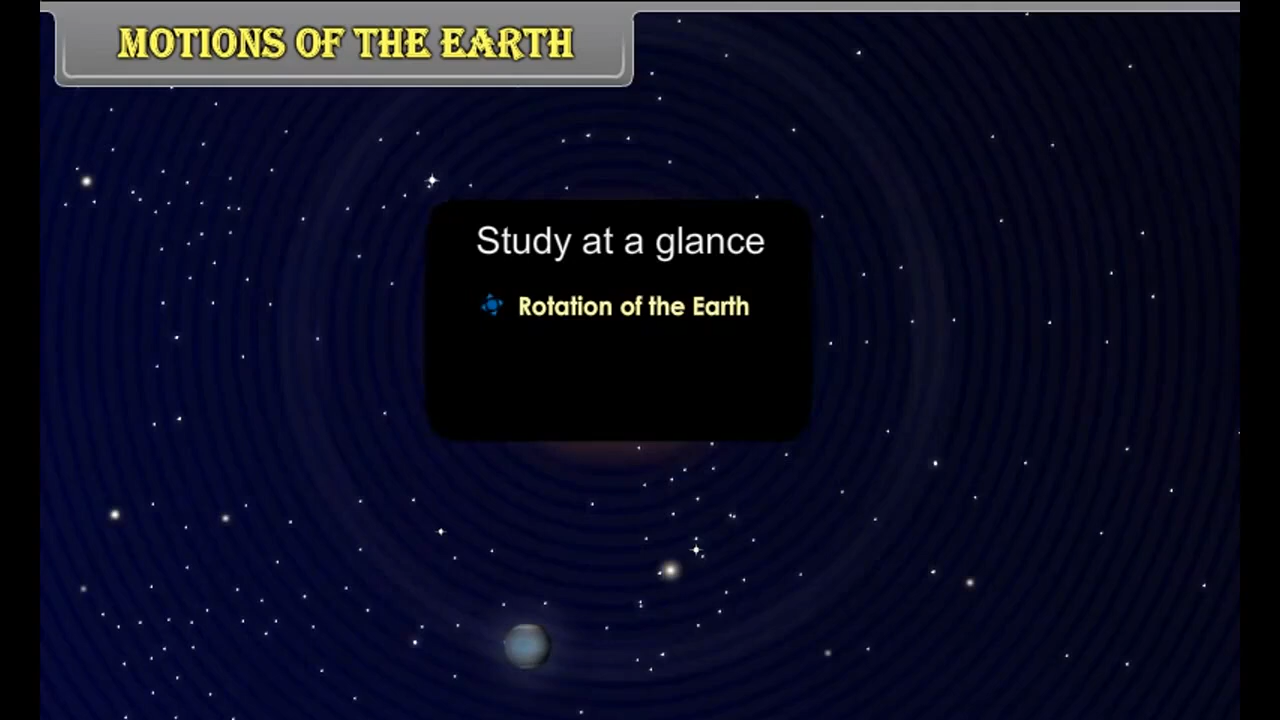 MOTIONS OF THE EARTH
Study at a glance
Rotation of the Earth